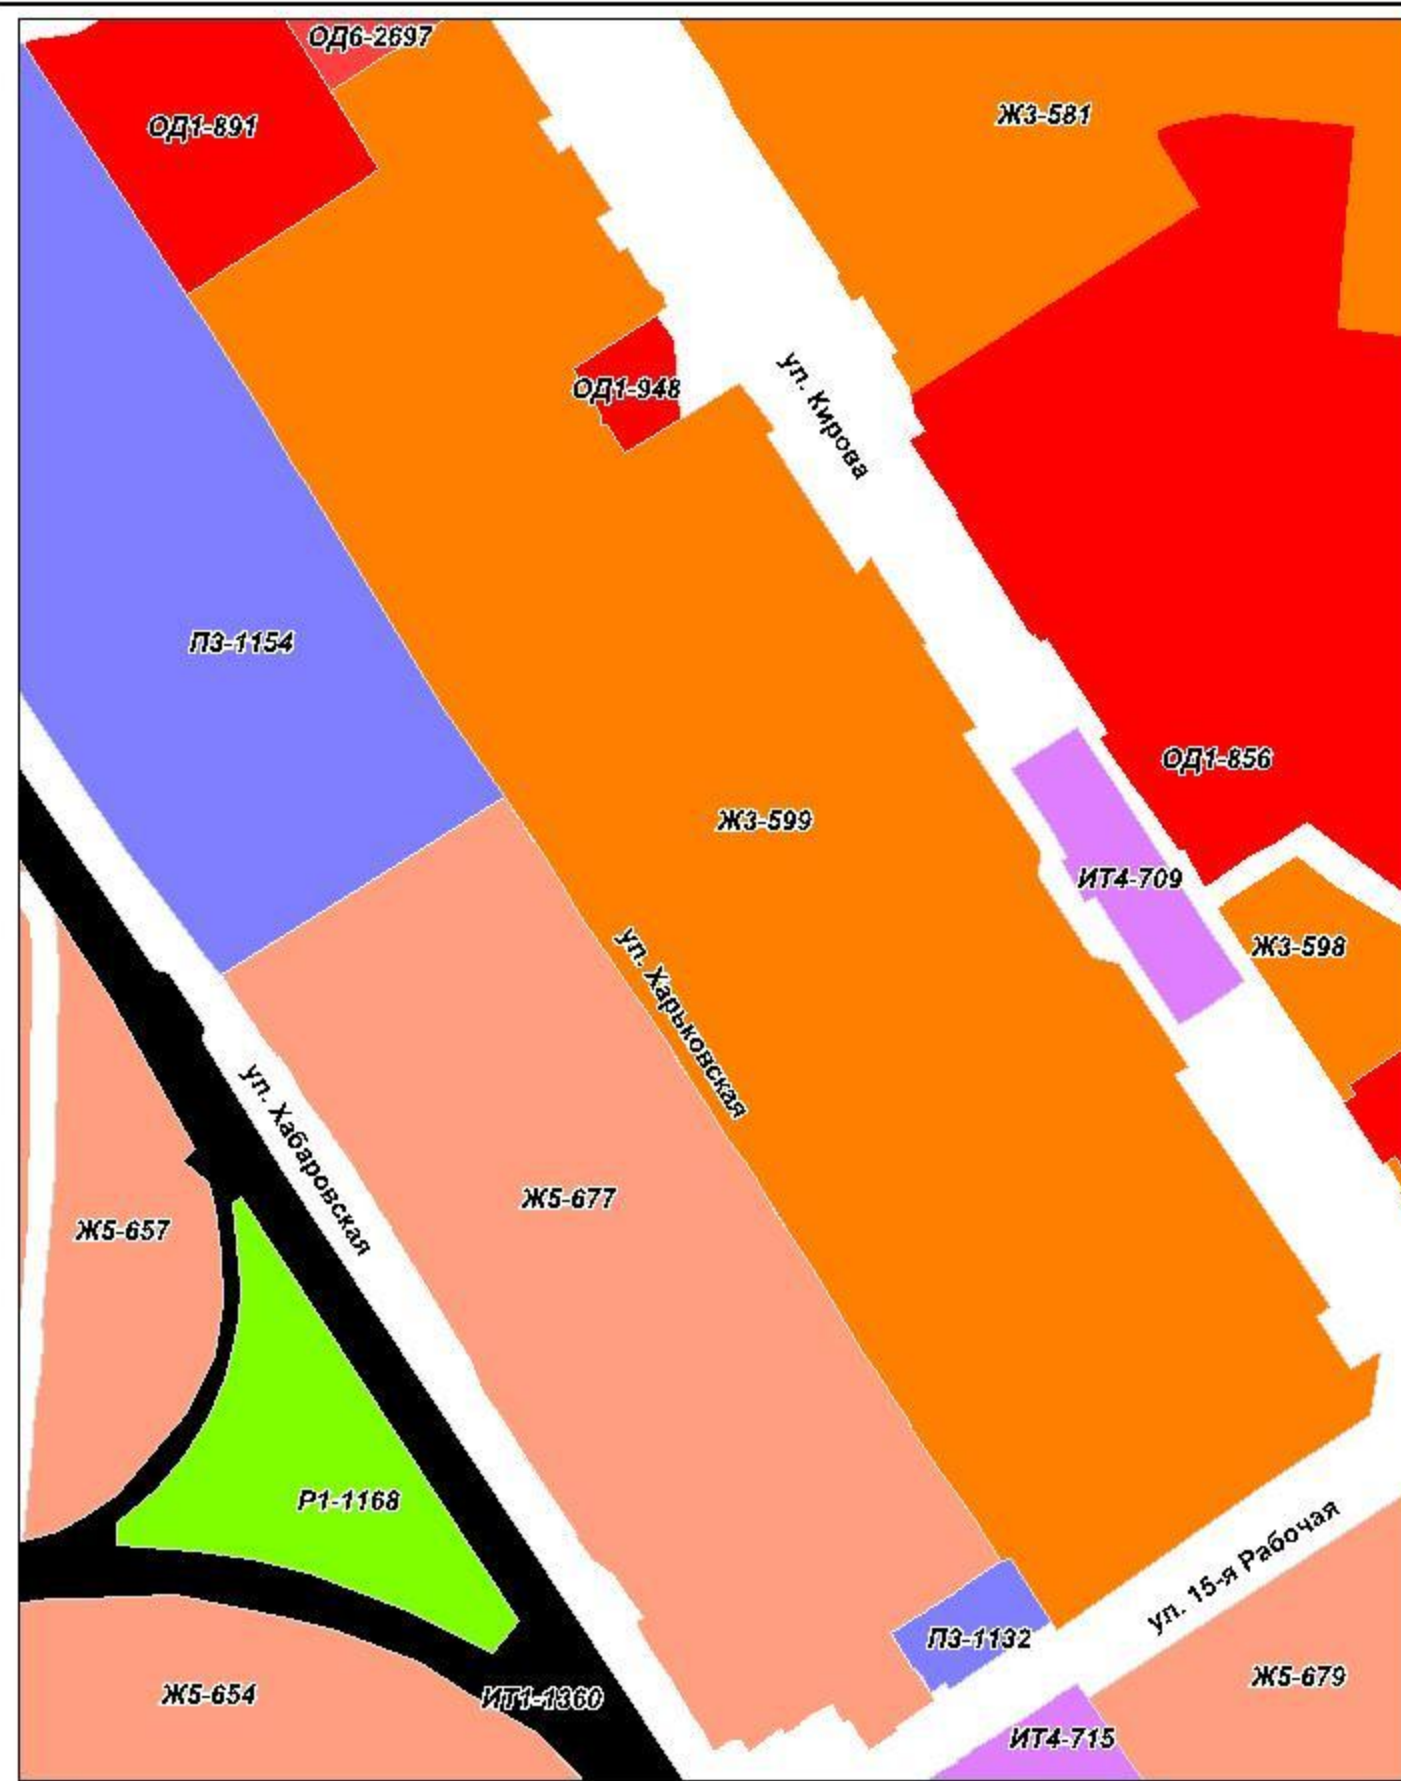 ОД6-2697
Ж3-581
ОД1-891
ул. Кирова
ОД1-948
П3-1154
ОД1-856
Ж3-599
ИТ4-709
Ж3-598
ул. Харьковская
ул. Хабаровская
Ж5-677
Ж5-657
Р1-1168
ул. 15-я Рабочая
П3-1132
Ж5-679
Ж5-654
ИТ1-1360
ИТ4-715